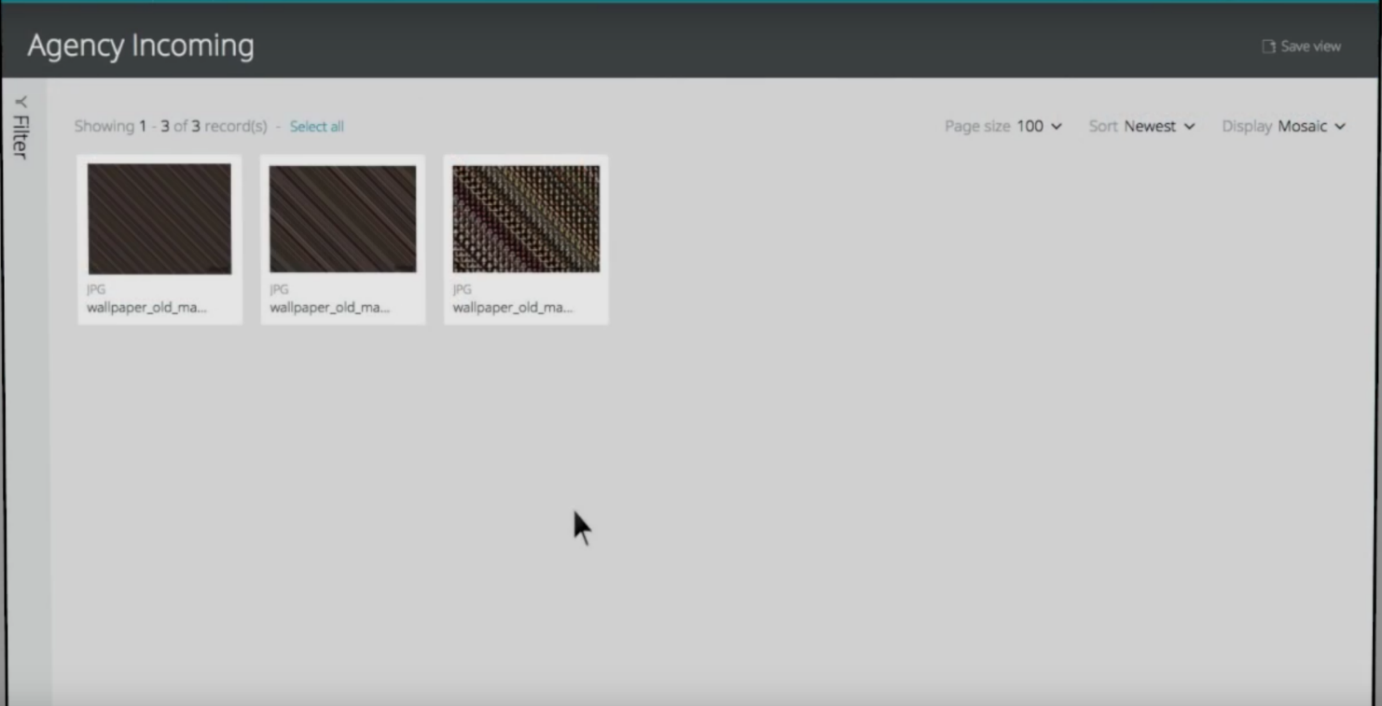 Agency Incoming
Save view
Filter
Showing 1 - 3 of 3 record(s) - Select all
Page size 100 Sort Newest Display Mosaic
JPG
wallpaper_old_ma...
JPG
wallpaper_old_ma...
JPG
wallpaper_old_ma...